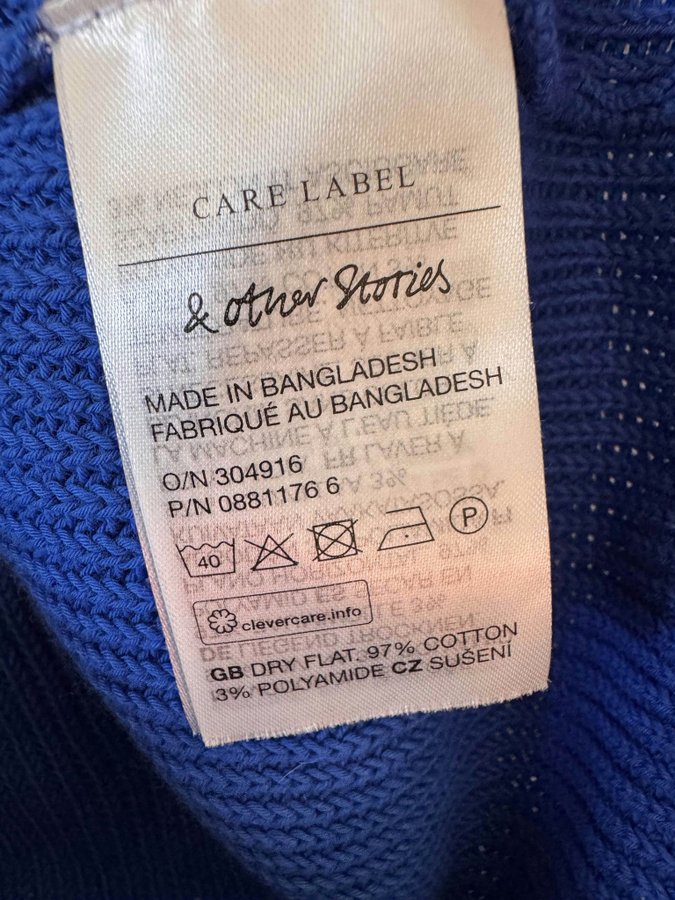 CARE LABEL
& other Stories
MADE IN BANGLADESH
FABRIQUÉ AU BANGLADESH
O/N 304916
P/N 0881176 6
40 P
clevercare.info
GB DRY FLAT. 97% COTTON
3% POLYAMIDE CZ SUŠENÍ